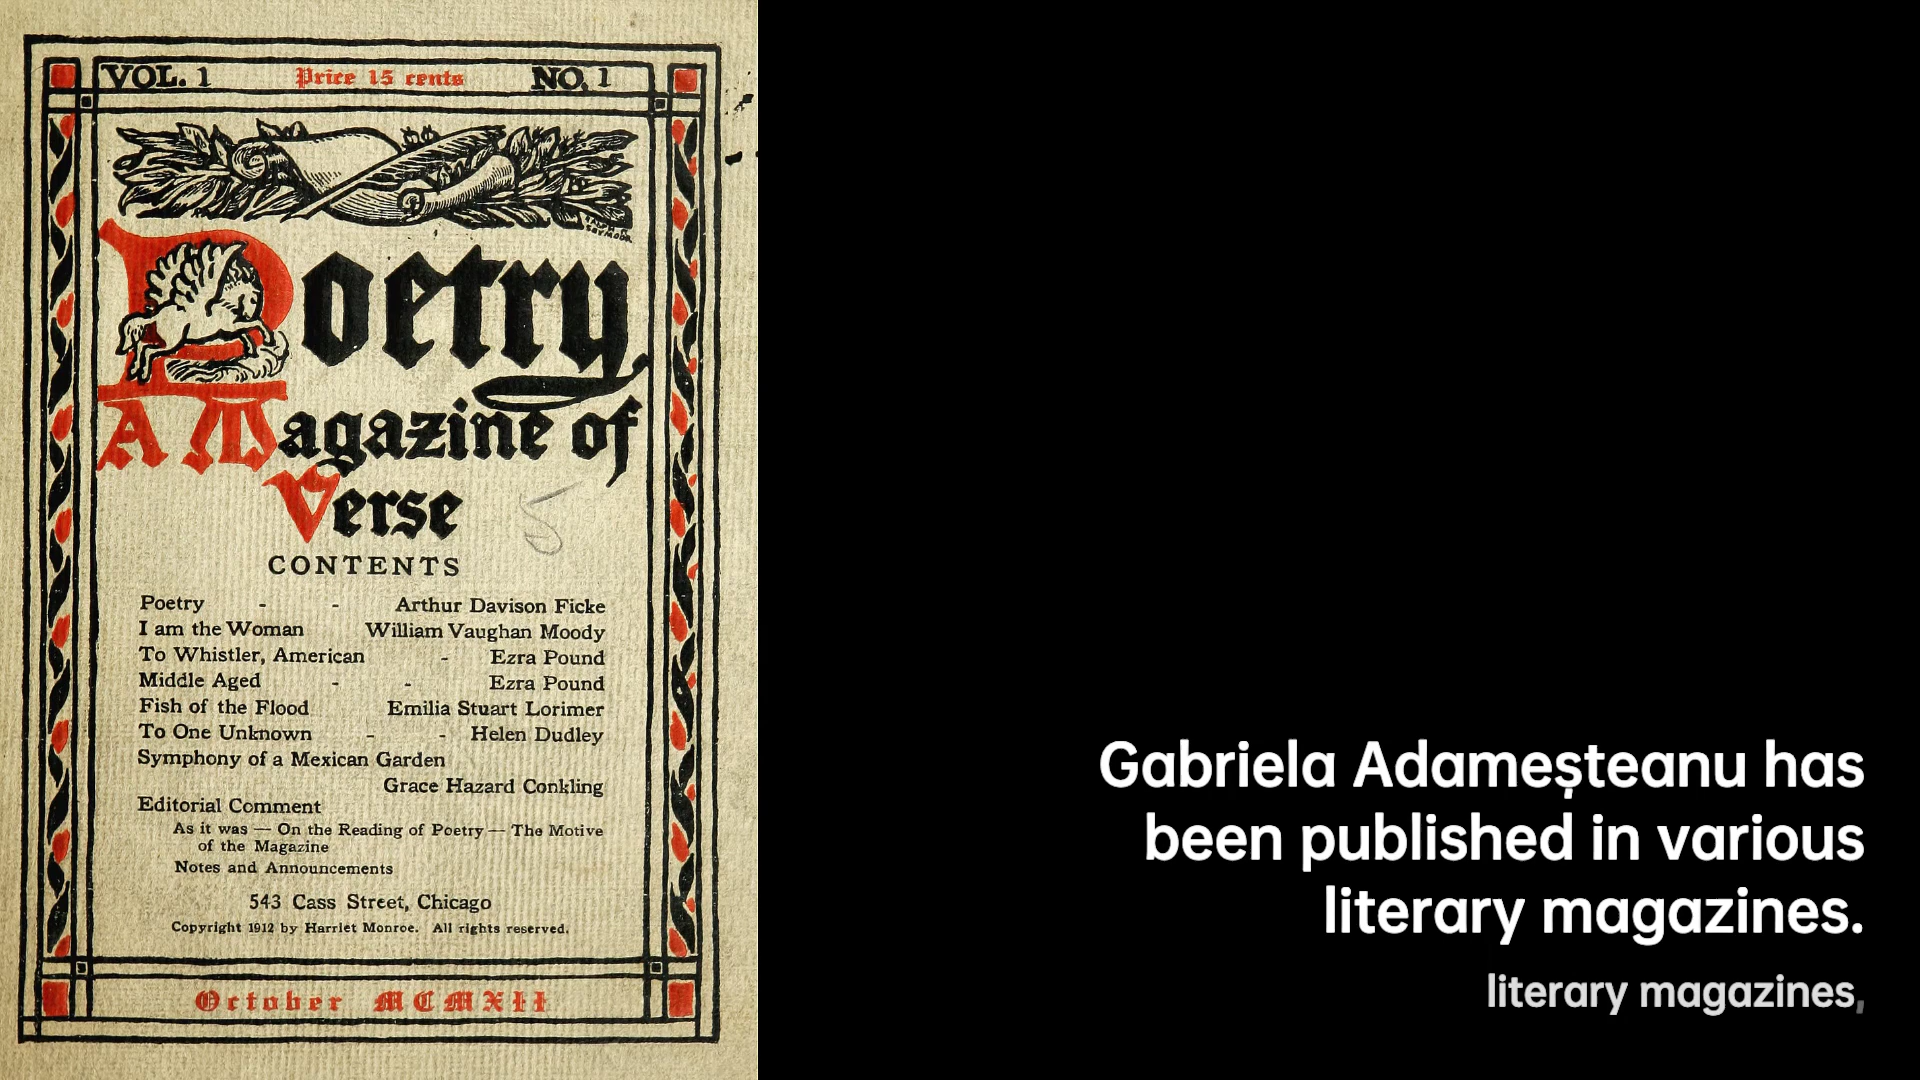 VOL. 1 Price 15 cents NO. 1
Poetry
A Magazine of
Verse
5
CONTENTS
Poetry - - Arthur Davison Ficke
I am the Woman William Vaughan Moody
To Whistler, American - Ezra Pound
Middle Aged - - Ezra Pound
Fish of the Flood Emilia Stuart Lorimer
To One Unknown - - Helen Dudley
Symphony of a Mexican Garden
Grace Hazard Conkling
Editorial Comment
As it was — On the Reading of Poetry — The Motive
of the Magazine
Notes and Announcements
543 Cass Street, Chicago
Copyright 1912 by Harriet Monroe. All rights reserved.
October MCMXII
Gabriela Adameșteanu has
been published in various
literary magazines.
literary magazines,